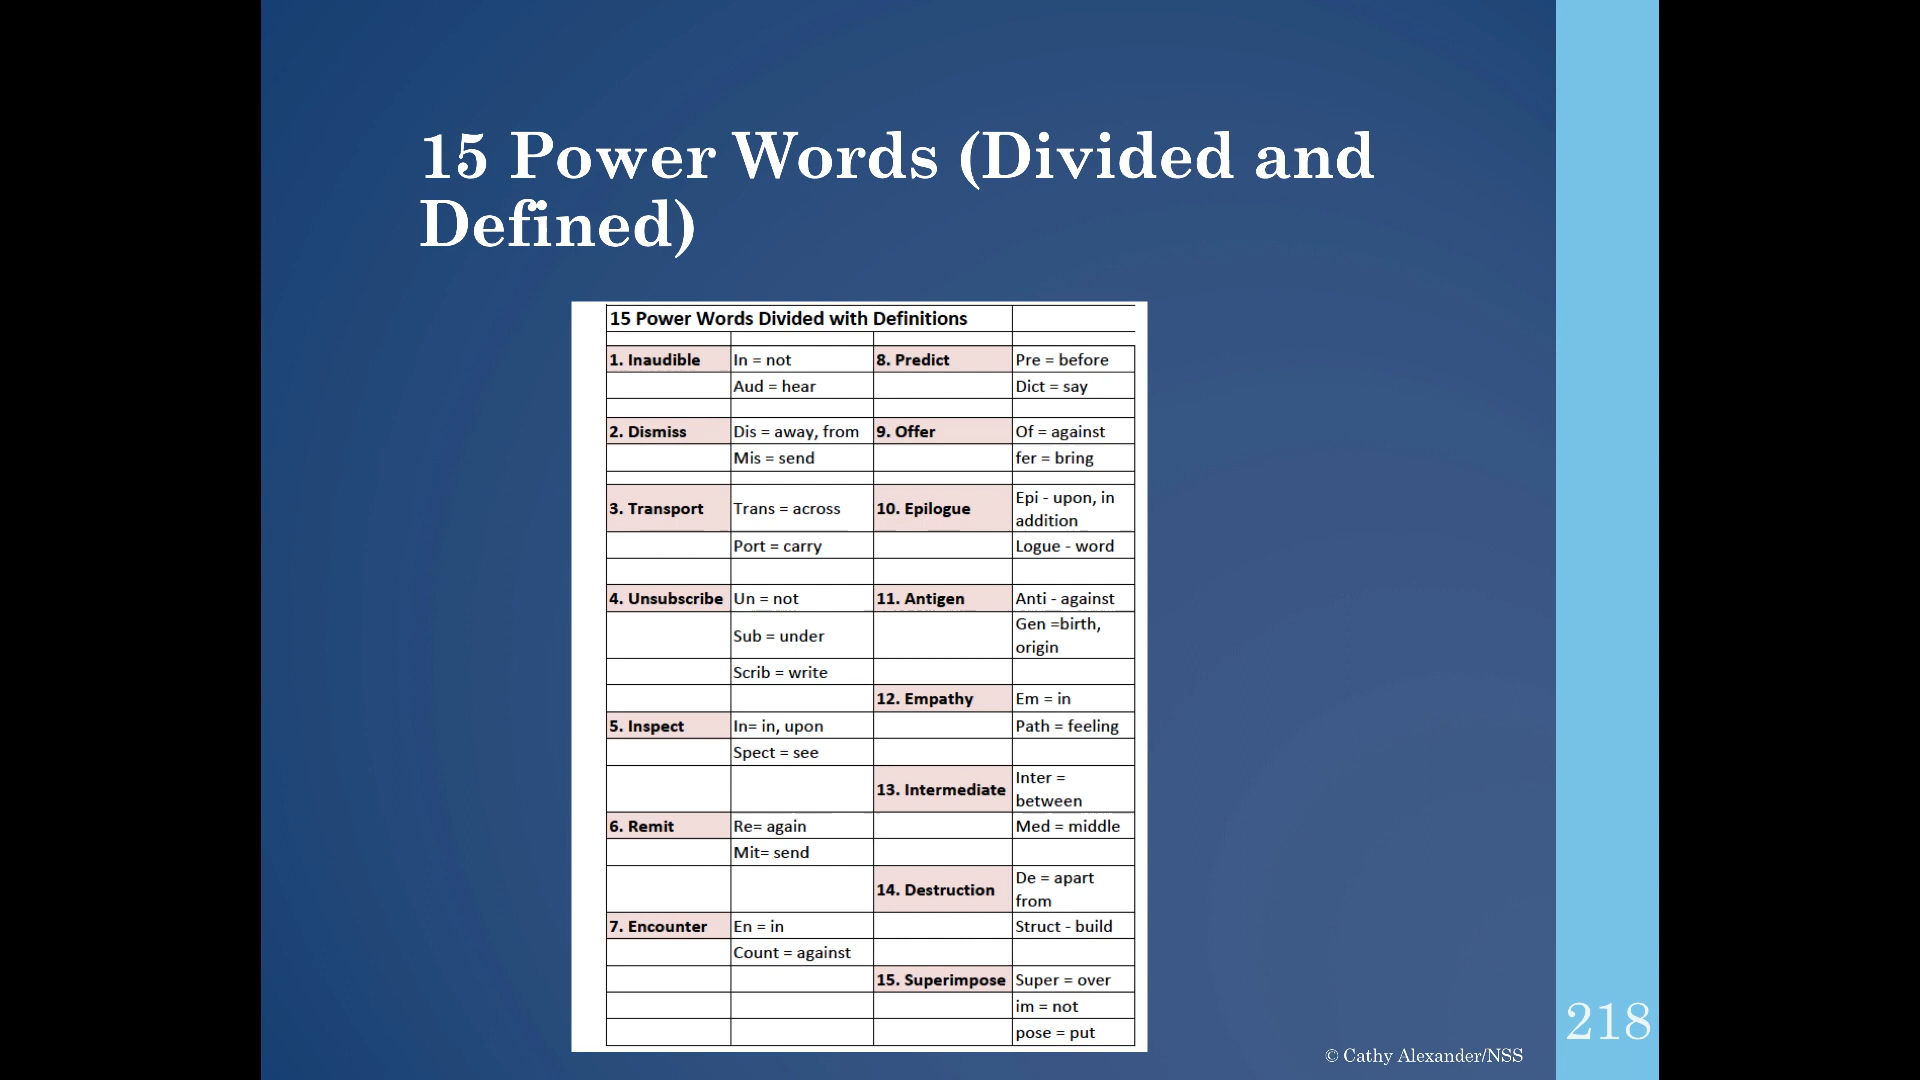 15 Power Words (Divided and
Defined)
15 Power Words Divided with Definitions
1. Inaudible In = not 8. Predict Pre = before
Aud = hear Dict = say
2. Dismiss Dis = away, from 9. Offer Of = against
Mis = send fer = bring
3. Transport Trans = across 10. Epilogue Epi - upon, in
addition
Port = carry Logue - word
4. Unsubscribe Un = not 11. Antigen Anti - against
Sub = under Gen =birth,
origin
Scrib = write
12. Empathy Em = in
5. Inspect In= in, upon Path = feeling
Spect = see
13. Intermediate Inter =
between
6. Remit Re= again Med = middle
Mit= send
14. Destruction De = apart
from
7. Encounter En = in Struct - build
Count = against
15. Superimpose Super = over
im = not
pose = put
218
© Cathy Alexander/NSS